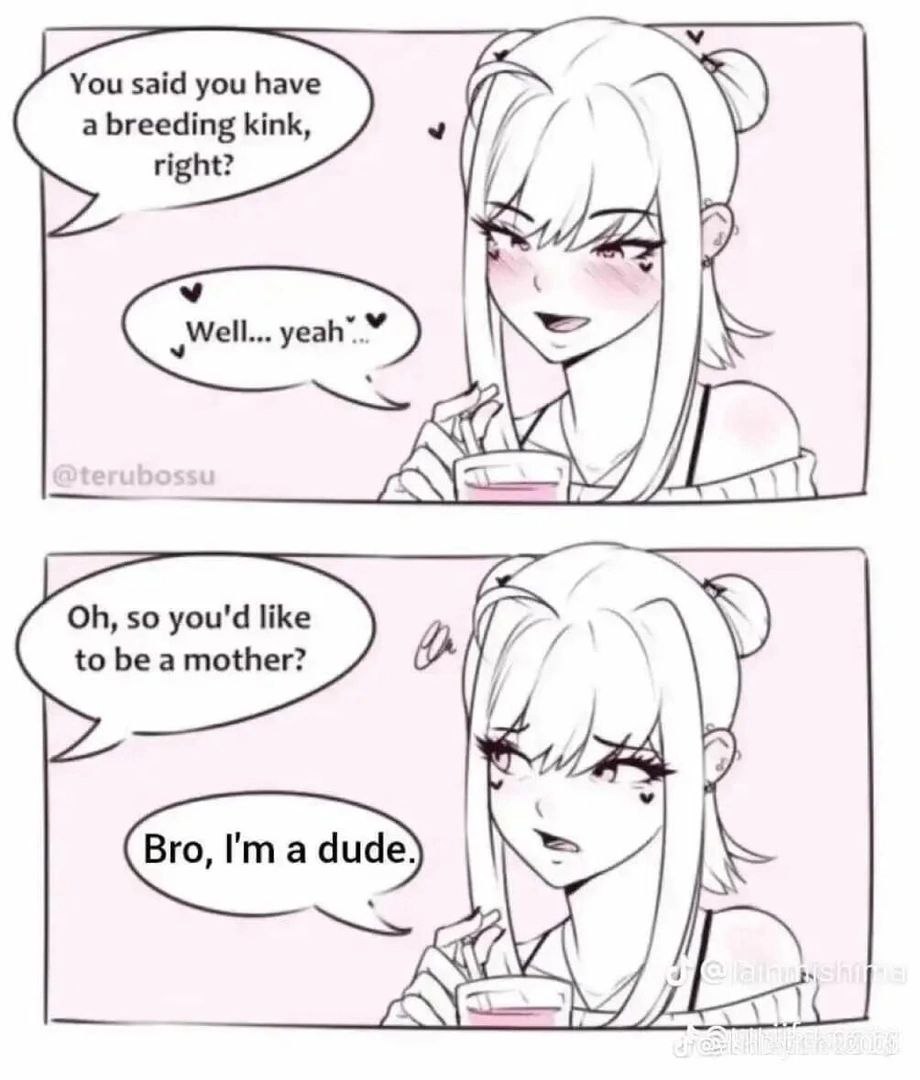 You said you have
a breeding kink,
right?
Well... yeah...
@terubossu
Oh, so you'd like
to be a mother?
Bro, I'm a dude.
@lainmishima